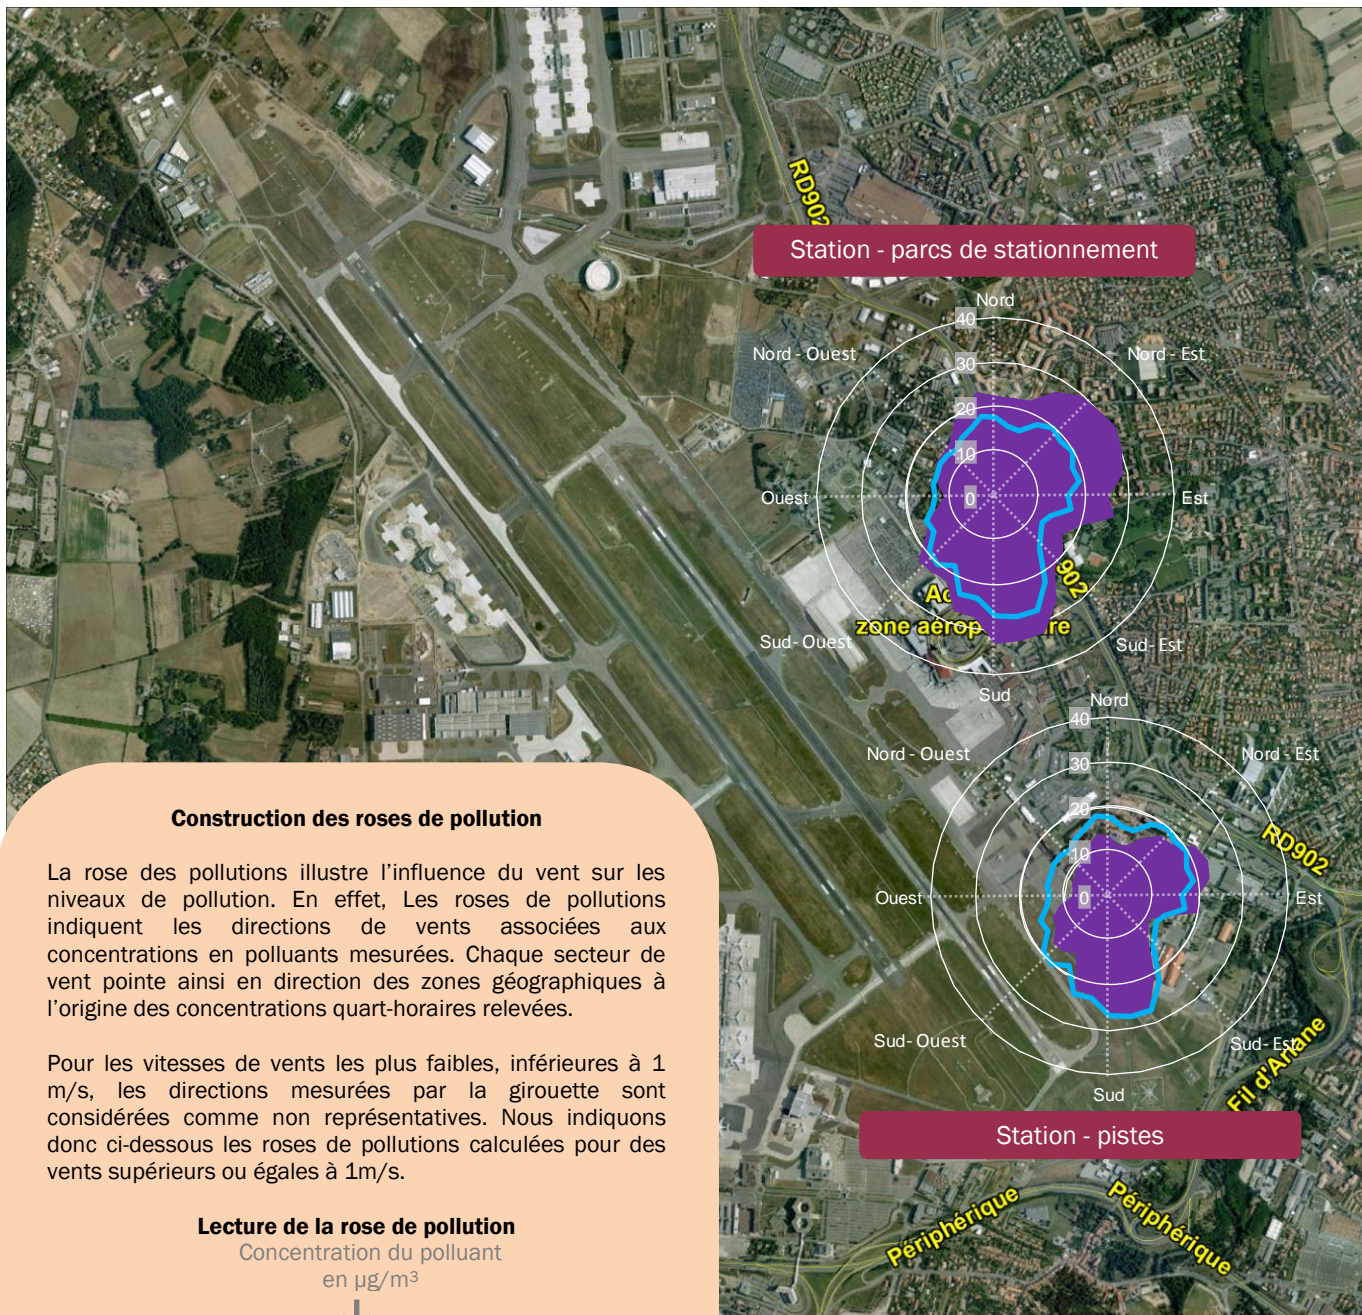 RD902
Station - parcs de stationnement
Nord
40
Nord - Ouest
Nord - Est
30
20
10
Ouest
0
Est
902
zone aérop
re
Sud- Ouest
Sud- Est
Sud
Nord
40
Nord - Ouest
Nord - Est
30
20
RD902
10
Ouest
0
Est
Sud- Ouest
Sud- Est
Fil d'Ariane
Sud
Station - pistes
Périphérique
Périphérique
Construction des roses de pollution
La rose des pollutions illustre l’influence du vent sur les
niveaux de pollution. En effet, Les roses de pollutions
indiquent les directions de vents associées aux
concentrations en polluants mesurées. Chaque secteur de
vent pointe ainsi en direction des zones géographiques à
l’origine des concentrations quart-horaires relevées.
Pour les vitesses de vents les plus faibles, inférieures à 1
m/s, les directions mesurées par la girouette sont
considérées comme non représentatives. Nous indiquons
donc ci-dessous les roses de pollutions calculées pour des
vents supérieurs ou égales à 1m/s.
Lecture de la rose de pollution
Concentration du polluant
en µg/m³